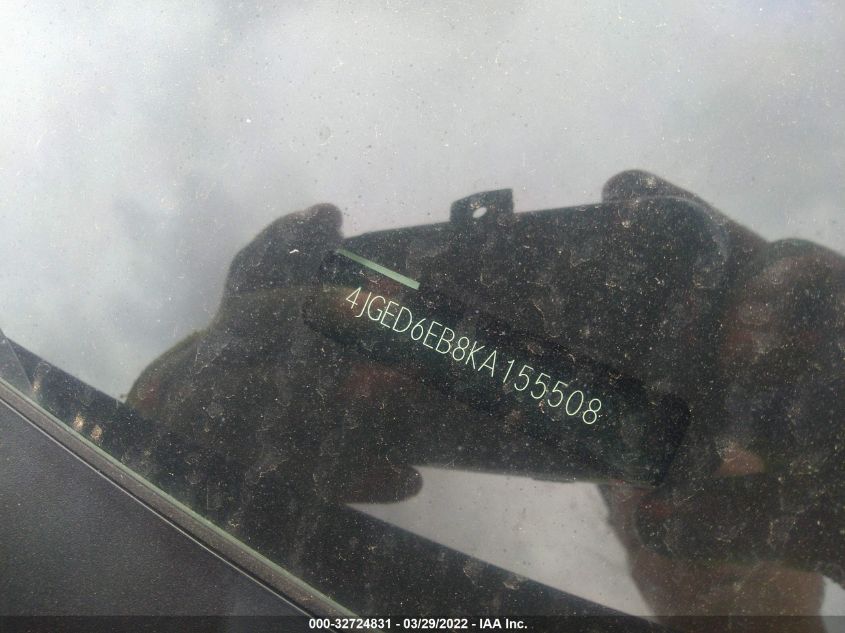 4JGED6EB8KA155508
000-32724831 - 03/29/2022 - IAA Inc.